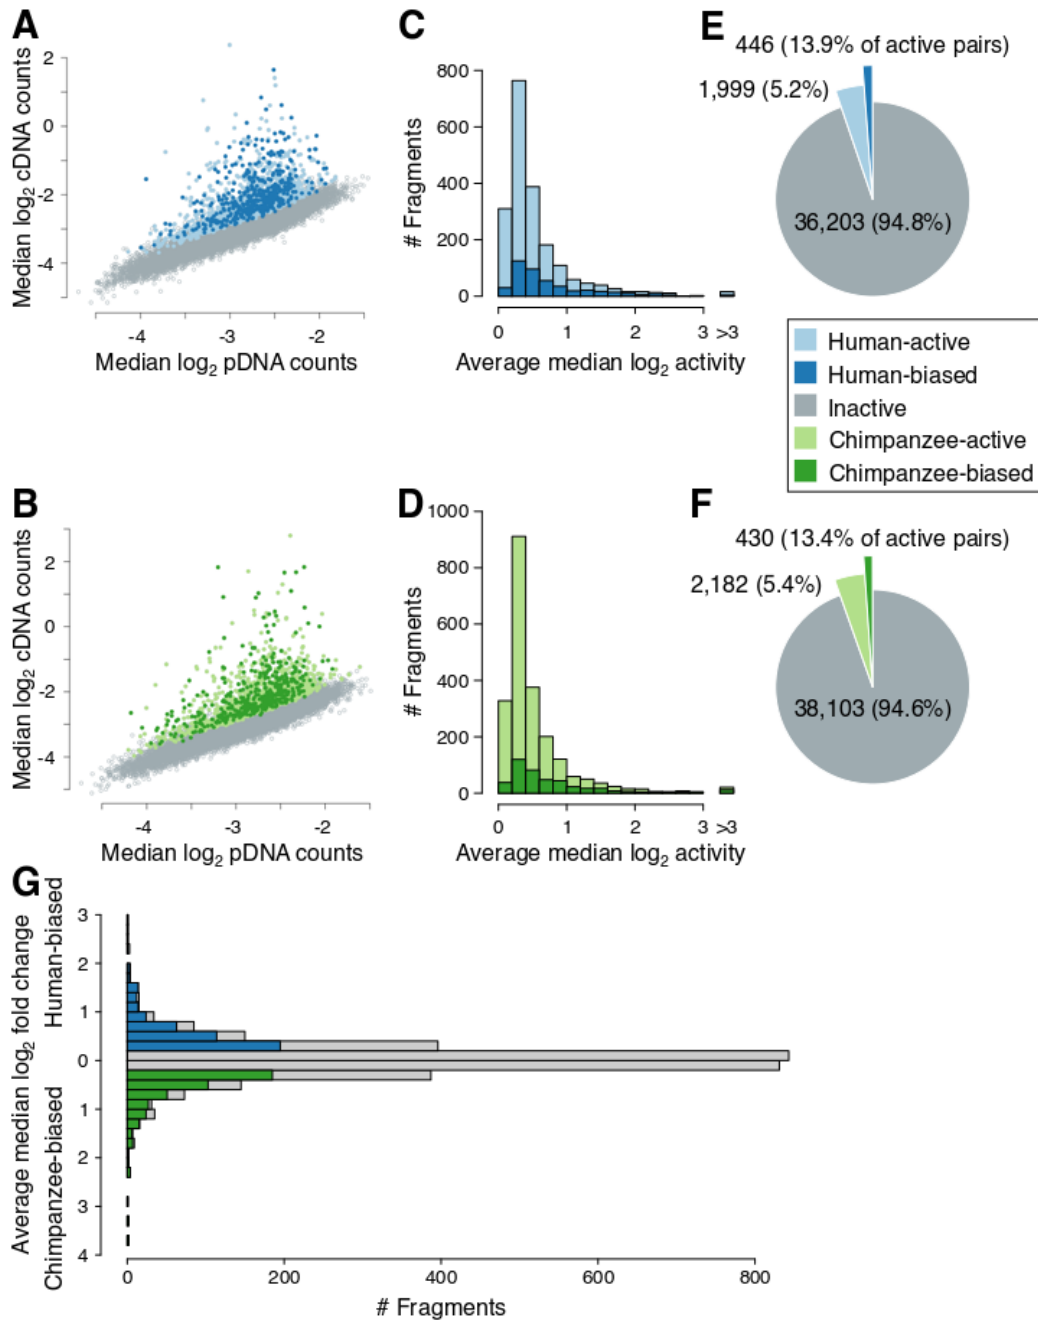 A
Median log2 cDNA counts
2
0
-2
-4
-4 -3 -2
Median log2 pDNA counts
C
# Fragments
800
600
400
200
0
0 1 2 3 >3
Average median log2 activity
E
446 (13.9% of active pairs)
1,999 (5.2%)
36,203 (94.8%)
Human-active
Human-biased
Inactive
Chimpanzee-active
Chimpanzee-biased
B
Median log2 cDNA counts
2
0
-2
-4
-4 -3 -2
Median log2 pDNA counts
D
# Fragments
1000
800
600
400
200
0
0 1 2 3 >3
Average median log2 activity
F
430 (13.4% of active pairs)
2,182 (5.4%)
38,103 (94.6%)
G
Average median log2 fold change
Chimpanzee-biased Human-biased
3
2
1
0
1
2
3
4
0 200 400 600 800
# Fragments